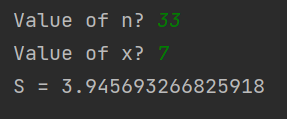 Value of n? 33
Value of x? 7
S = 3.945693266825918